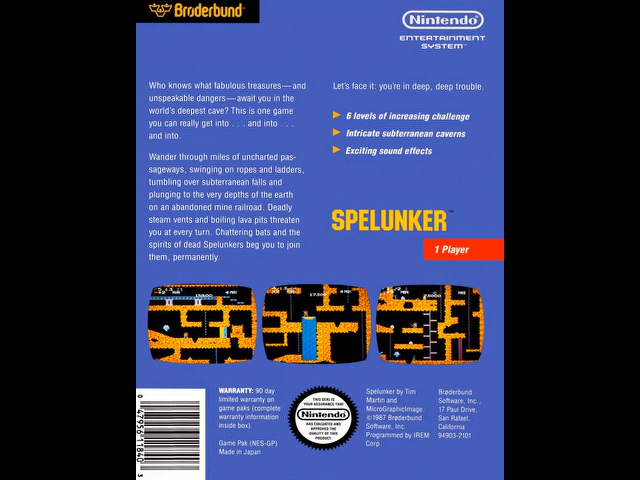 Brøderbund™
Nintendo®
ENTERTAINMENT
SYSTEM™
Who knows what fabulous treasures—and
unspeakable dangers—await you in the
world's deepest cave? This is one game
you can really get into . . . and into . . .
and into.
Wander through miles of uncharted pas-
sageways, swinging on ropes and ladders,
tumbling over subterranean falls and
plunging to the very depths of the earth
on an abandoned mine railroad. Deadly
steam vents and boiling lava pits threaten
you at every turn. Chattering bats and the
spirits of dead Spelunkers beg you to join
them, permanently.
Let's face it: you're in deep, deep trouble.
6 levels of increasing challenge
Intricate subterranean caverns
Exciting sound effects
SPELUNKER™
1 Player
0 47956 11840 3
WARRANTY: 90 day
limited warranty on
game paks (complete
warranty information
inside box).
Game Pak (NES-GP)
Made in Japan
THIS SEAL IS
YOUR ASSURANCE THAT
Nintendo®
HAS EVALUATED AND
APPROVED THE
QUALITY OF THIS
PRODUCT
Spelunker by Tim
Martin and
MicroGraphicImage.
©1987 Brøderbund
Software, Inc.
Programmed by IREM
Corp.
Brøderbund
Software, Inc.,
17 Paul Drive,
San Rafael,
California
94903-2101